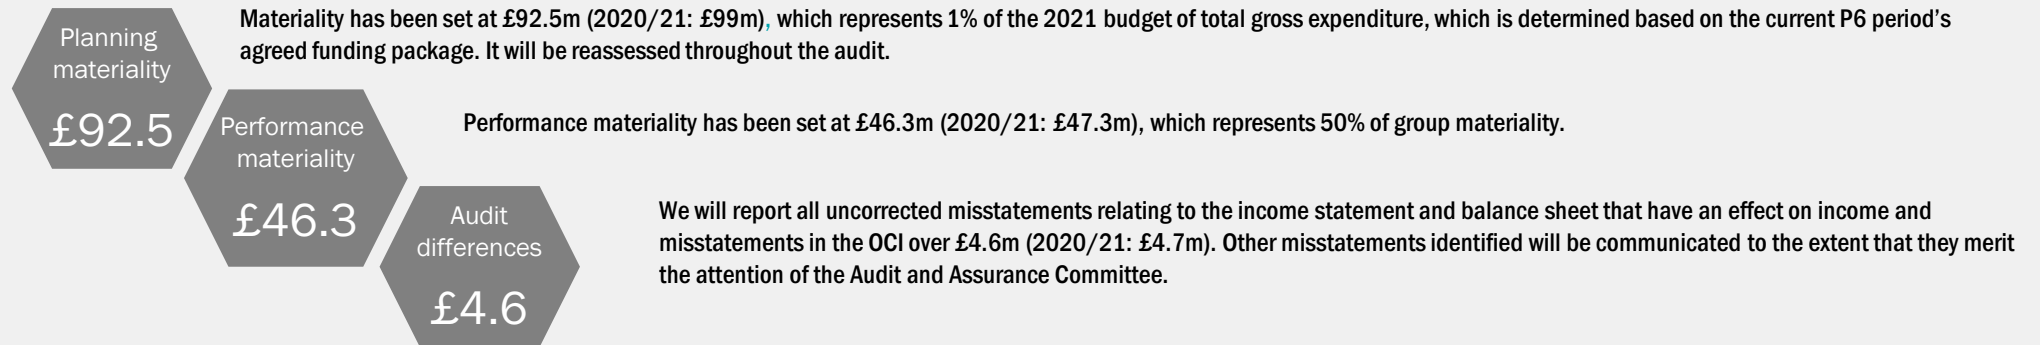 Planning
materiality
£92.5
Materiality has been set at £92.5m (2020/21: £99m), which represents 1% of the 2021 budget of total gross expenditure, which is determined based on the current P6 period's
agreed funding package. It will be reassessed throughout the audit.
Performance
materiality
£46.3
Performance materiality has been set at £46.3m (2020/21: £47.3m), which represents 50% of group materiality.
Audit
differences
£4.6
We will report all uncorrected misstatements relating to the income statement and balance sheet that have an effect on income and
misstatements in the OCI over £4.6m (2020/21: £4.7m). Other misstatements identified will be communicated to the extent that they merit
the attention of the Audit and Assurance Committee.